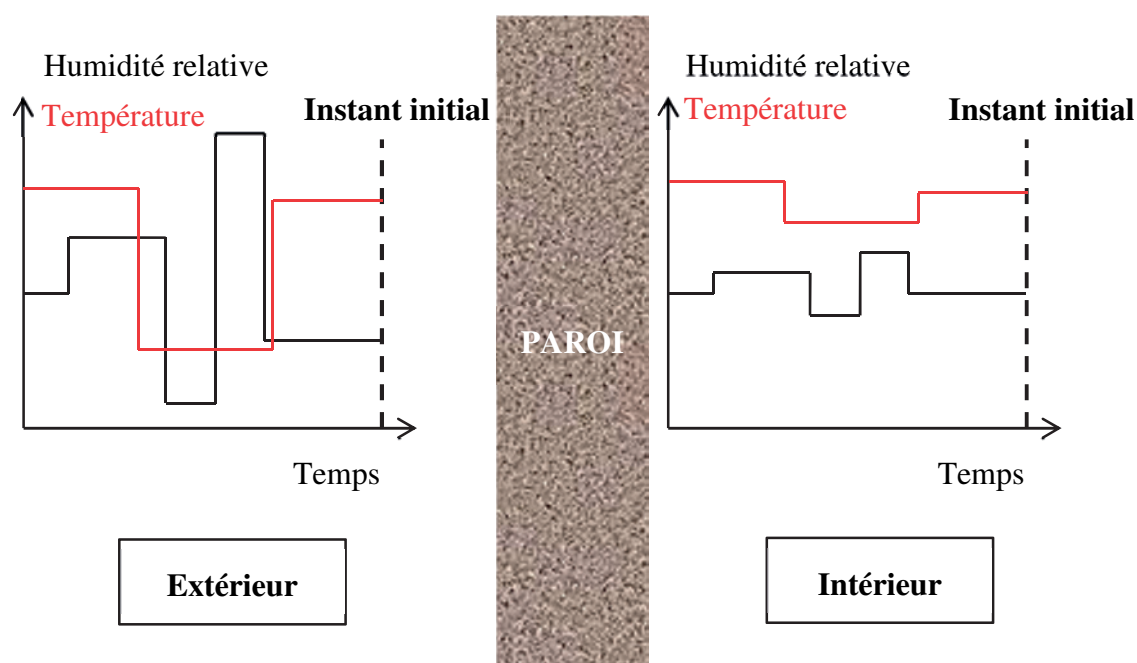 Humidité relative
Température
Instant initial
Temps
Extérieur
PAROI
Humidité relative
Température
Instant initial
Temps
Intérieur